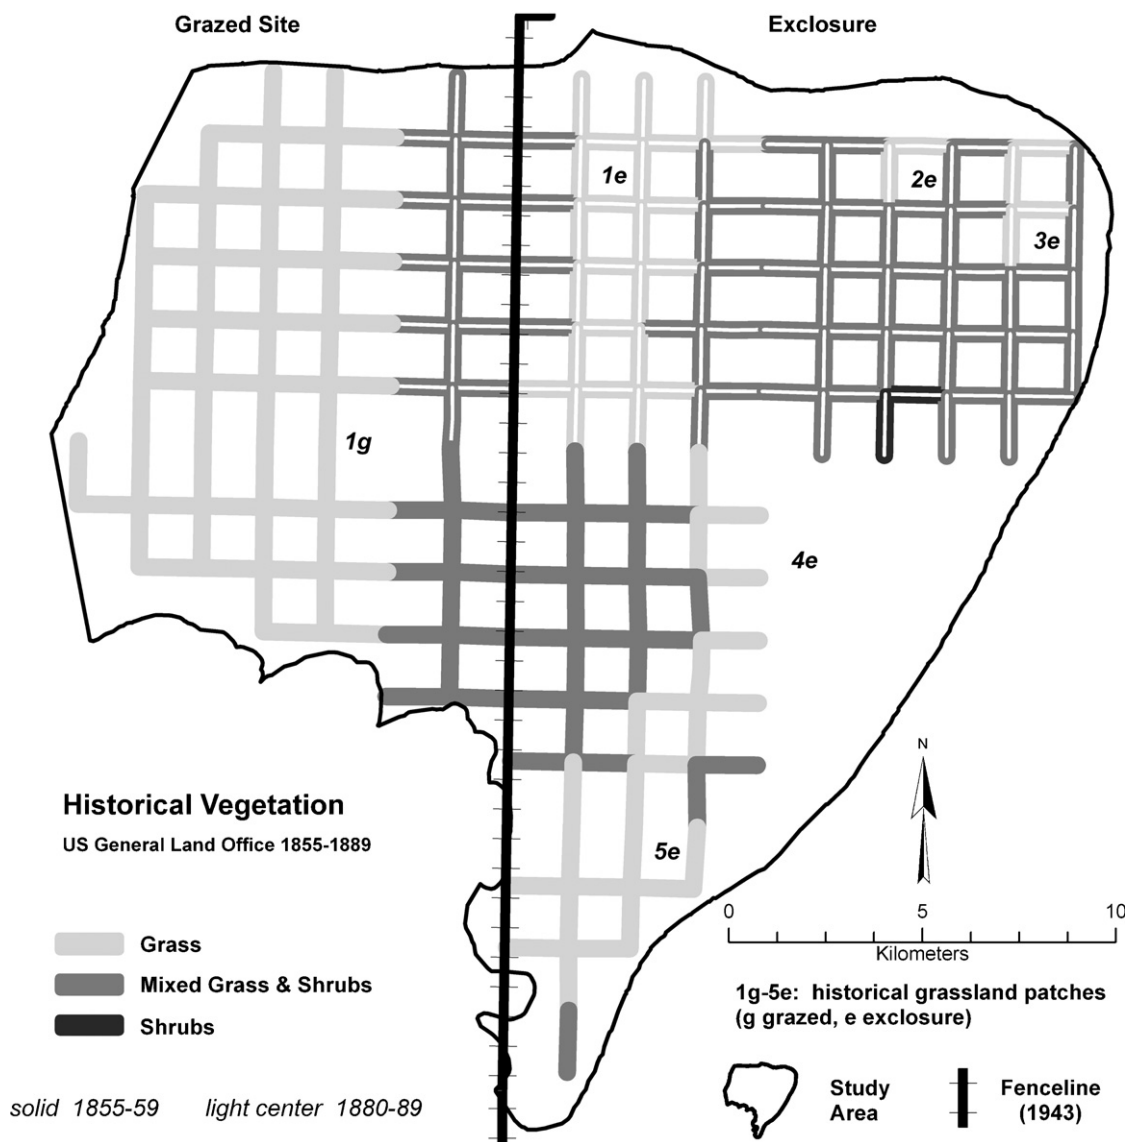 Grazed Site
Exclosure
1e
2e
3e
1g
4e
5e
Historical Vegetation
US General Land Office 1855-1889
Grass
Mixed Grass & Shrubs
Shrubs
solid 1855-59 light center 1880-89
N
0 5 10
Kilometers
1g-5e: historical grassland patches
(g grazed, e exclosure)
Study
Area
Fenceline
(1943)